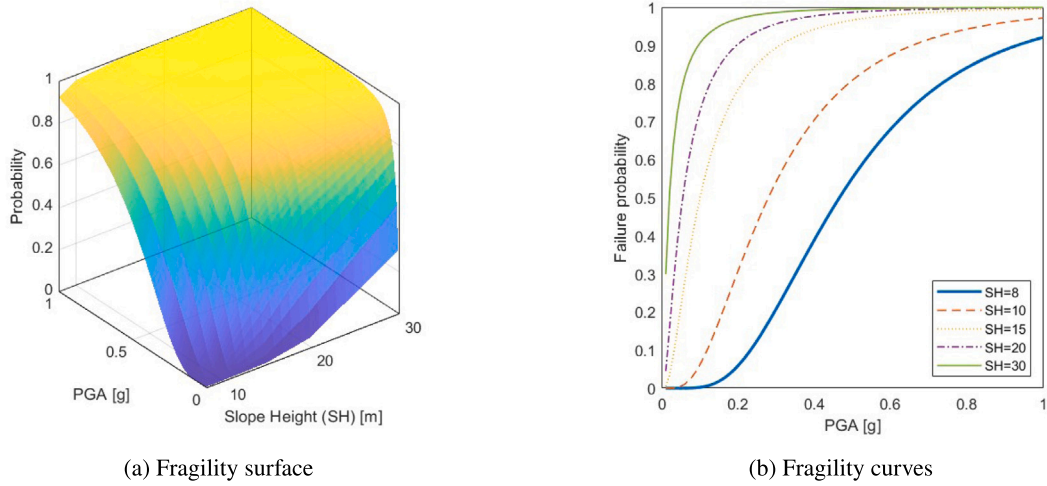 1
0.8
0.6
0.4
0.2
0
Probability
1
0.5
0
PGA [g]
10
20
30
Slope Height (SH) [m]
(a) Fragility surface
1
0.9
0.8
0.7
0.6
0.5
0.4
0.3
0.2
0.1
0
Failure probability
0
0.2
0.4
0.6
0.8
1
PGA [g]
SH=8
SH=10
SH=15
SH=20
SH=30
(b) Fragility curves